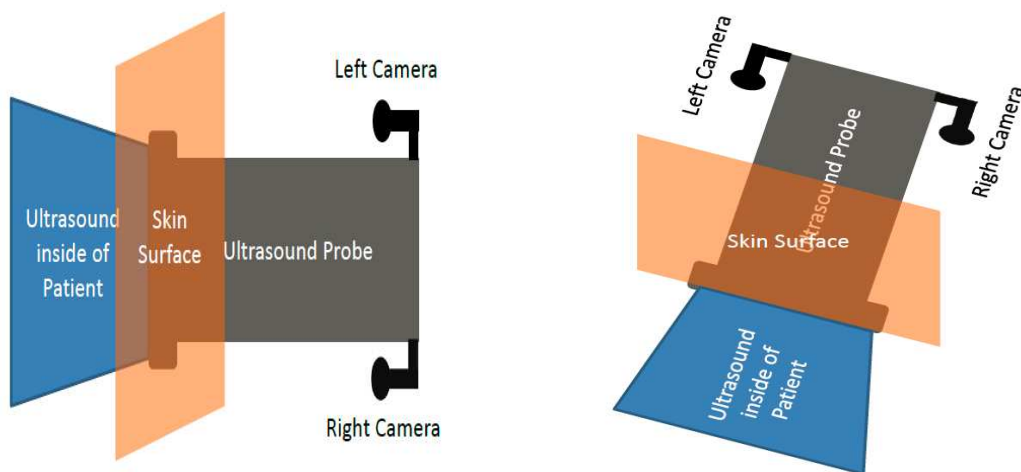 Left Camera
Ultrasound
inside of
Patient
Skin
Surface
Ultrasound Probe
Right Camera
Left Camera
Right Camera
Ultrasound Probe
Skin Surface
Ultrasound
inside of
Patient